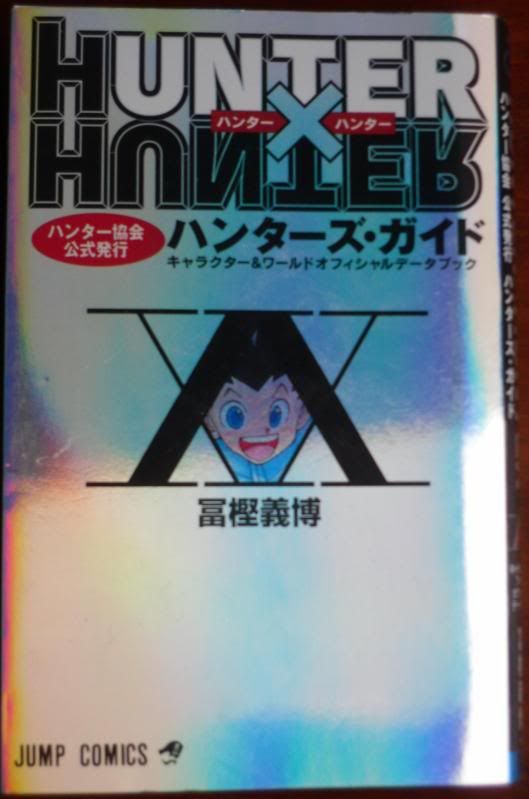 HUNTER
×
ハンター ハンター
HUNTER
ハンター協会
公式発行
ハンターズ・ガイド
キャラクター&ワールドオフィシャルデータブック
冨樫義博
JUMP COMICS
ハンター協会 公式発行 ハンターズ・ガイド